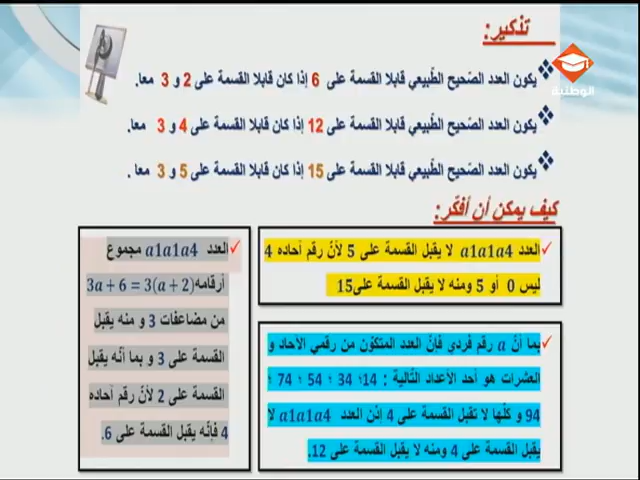 تذكير:
الوطنية
يكون العدد الصّحيح الطّبيعي قابلا القسمة على 6 إذا كان قابلا القسمة على 2 و 3 معا.
يكون العدد الصّحيح الطّبيعي قابلا القسمة على 12 إذا كان قابلا القسمة على 4 و 3 معا.
يكون العدد الصّحيح الطّبيعي قابلا القسمة على 15 إذا كان قابلا القسمة على 5 و 3 معا.
كيف يمكن أن أفكّر:
العدد a1a1a4 لا يقبل القسمة على 5 لأنّ رقم أحاده 4
ليس 0 أو 5 ومنه لا يقبل القسمة على15
بما أنّ a رقم فردي فإنّ العدد المتكوّن من رقمي الأحاد و
العشرات هو أحد الأعداد التّالية : 14؛ 34 ؛ 54 ؛ 74 ؛
94 و كلّها لا تقبل القسمة على 4 إذن العدد a1a1a4 لا
يقبل القسمة على 4 ومنه لا يقبل القسمة على 12.
العدد a1a1a4 مجموع
أرقامه 3a + 6 = 3(a + 2)
من مضاعفات 3 و منه يقبل
القسمة على 3 و بما أنّه يقبل
القسمة على 2 لأنّ رقم أحاده
4 فإنّه يقبل القسمة على 6.